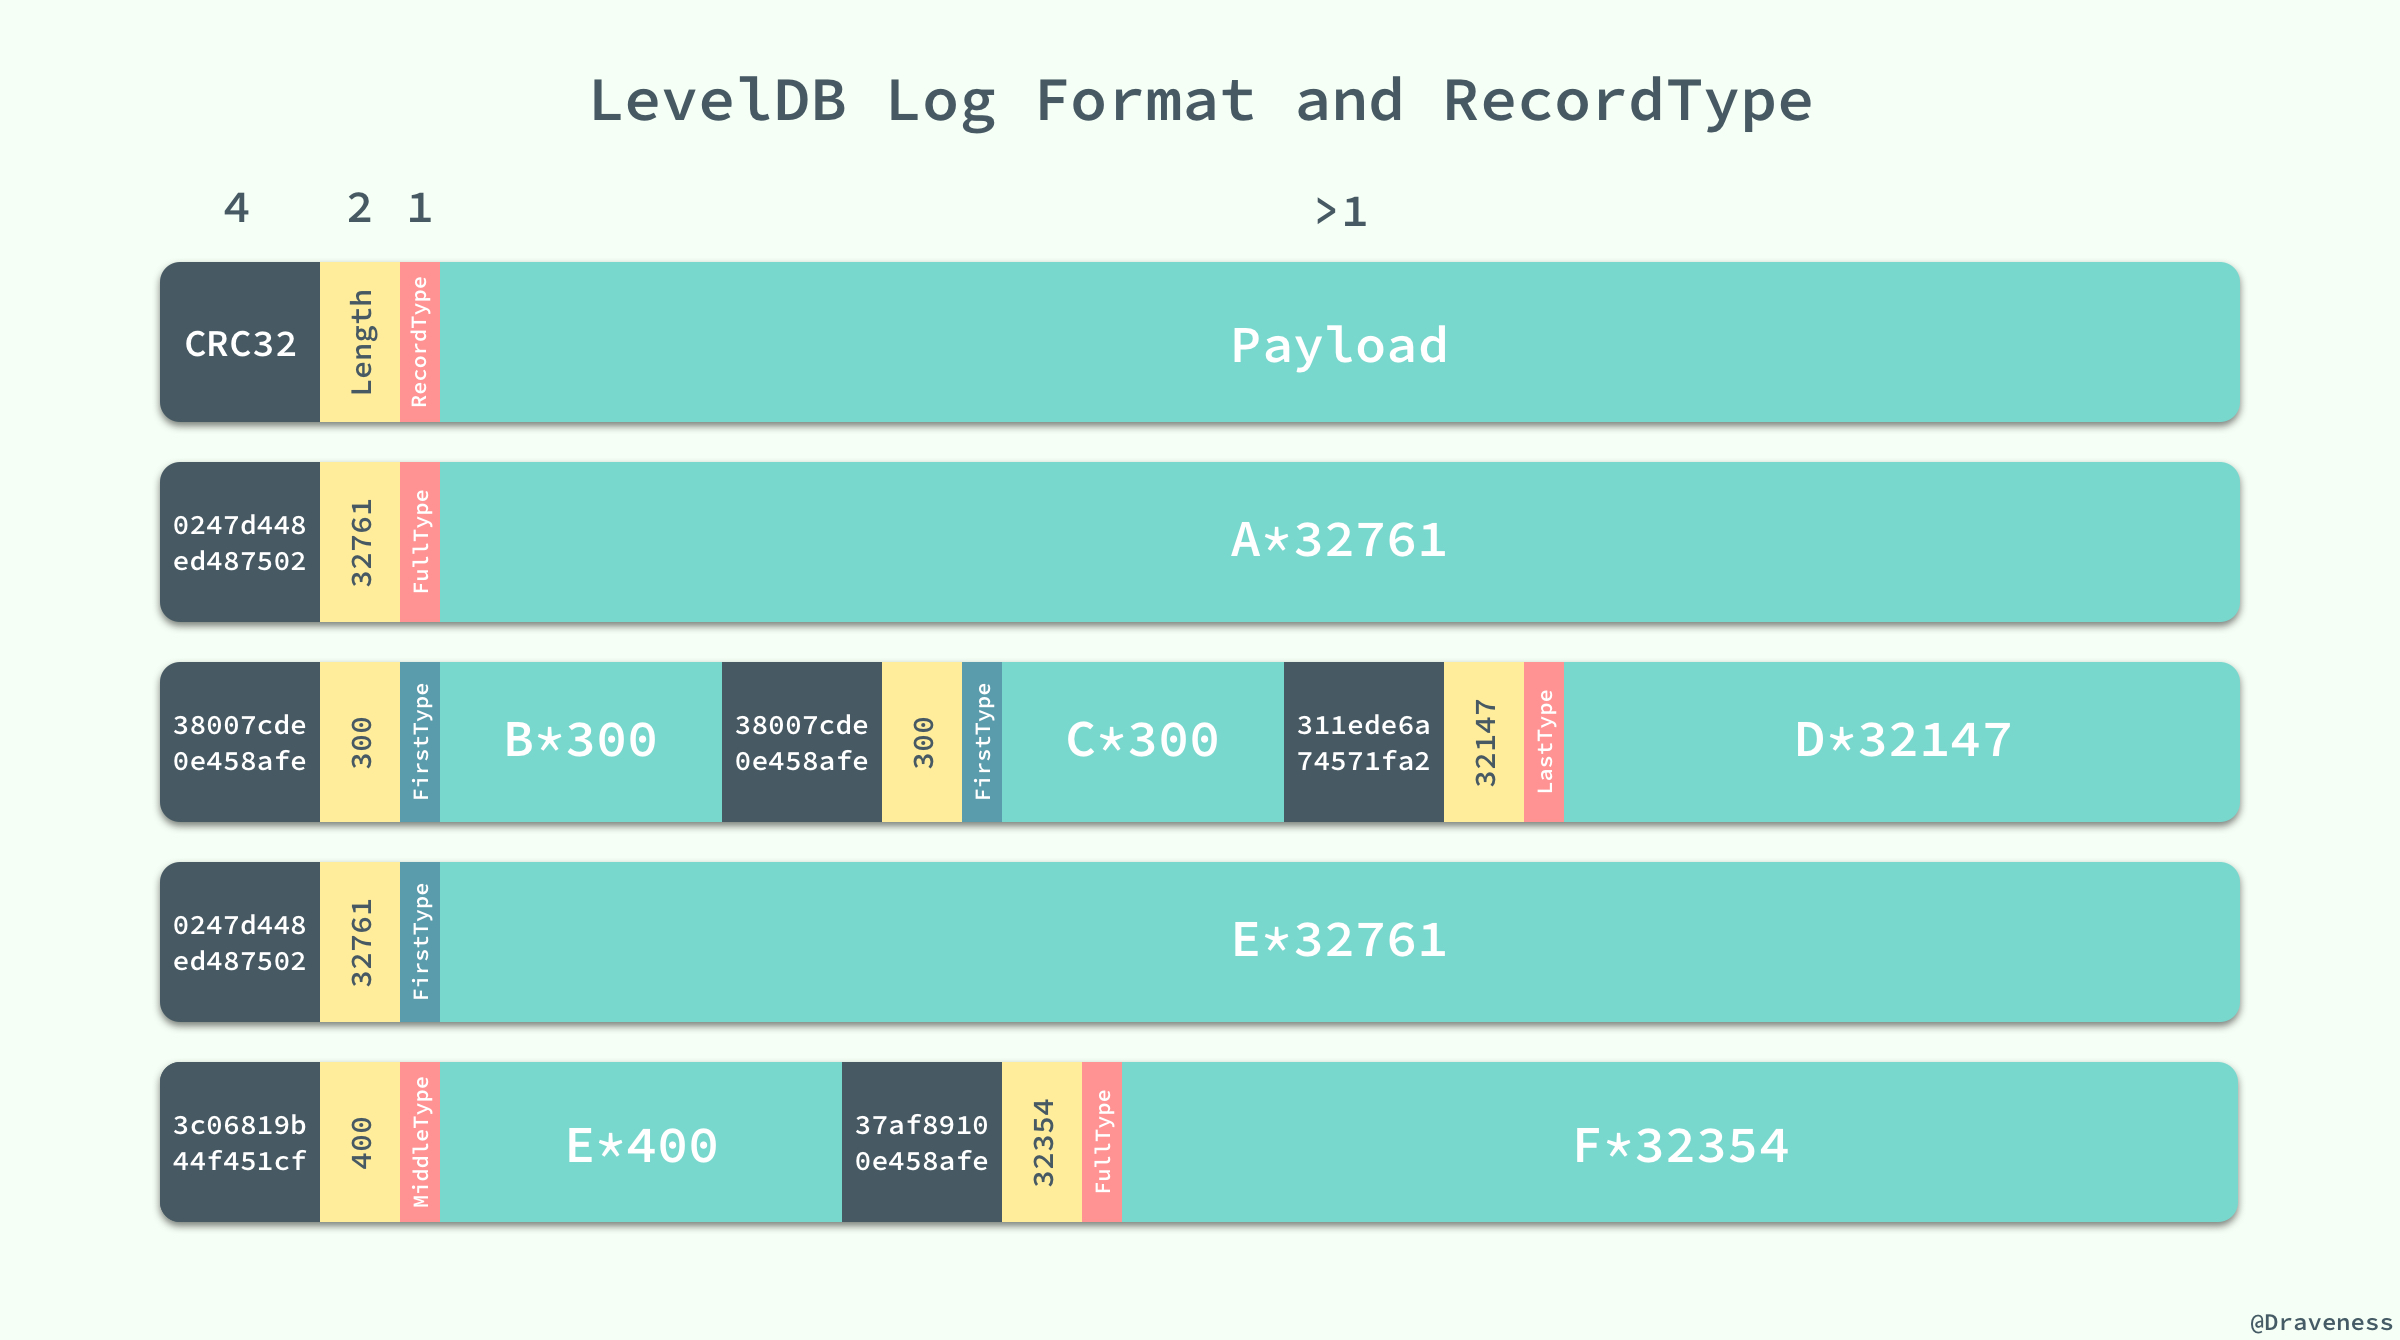 LevelDB Log Format and RecordType
4 2 1 >1
CRC32 Length RecordType Payload
0247d448
ed487502
32761
FullType
A*32761
38007cde
0e458afe
300
FirstType
B*300
38007cde
0e458afe
300
FirstType
C*300
311ede6a
74571fa2
32147
LastType
D*32147
0247d448
ed487502
32761
FirstType
E*32761
3c06819b
44f451cf
400
MiddleType
E*400
37af8910
0e458afe
32354
FullType
F*32354
@Draveness